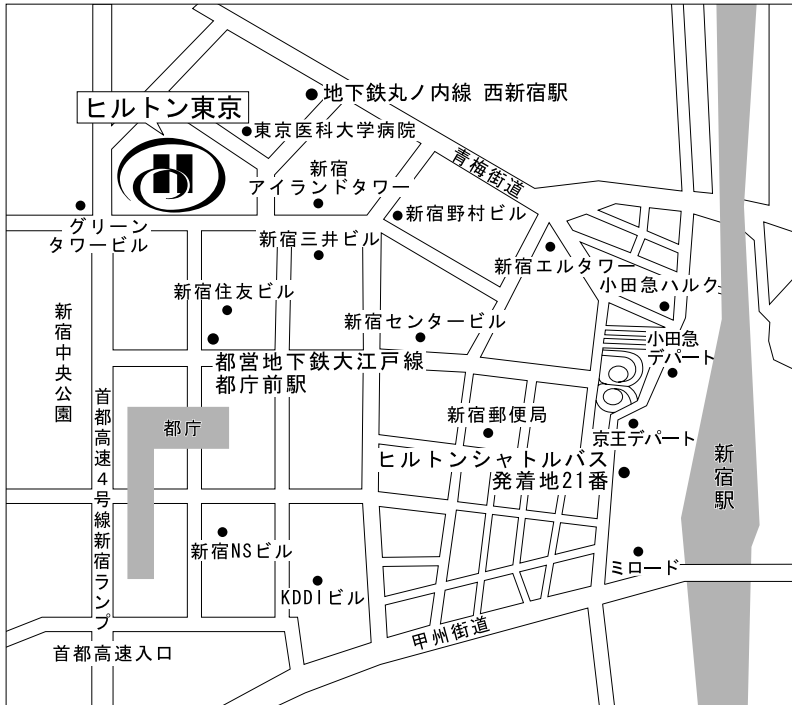 地下鉄丸ノ内線 西新宿駅
ヒルトン東京
東京医科大学病院
青梅街道
新宿
アイランドタワー
新宿野村ビル
グリーン
タワービル
新宿三井ビル
新宿エルタワー
小田急ハルク
新宿住友ビル
新宿センタービル
新宿中央公園
小田急
デパート
都営地下鉄大江戸線
都庁前駅
首都高速4号線新宿ランプ
都庁
新宿郵便局
京王デパート
ヒルトンシャトルバス
発着地21番
新宿駅
新宿NSビル
ミロード
KDDIビル
甲州街道
首都高速入口